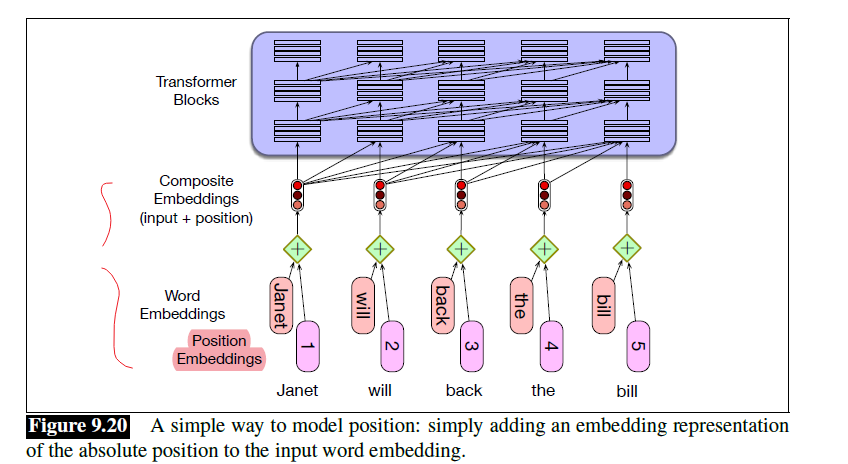 Transformer
Blocks
Composite
Embeddings
(input + position)
+ + + + +
Word
Embeddings
Janet will back the bill
Position
Embeddings
1 2 3 4 5
Janet will back the bill
Figure 9.20 A simple way to model position: simply adding an embedding representation
of the absolute position to the input word embedding.